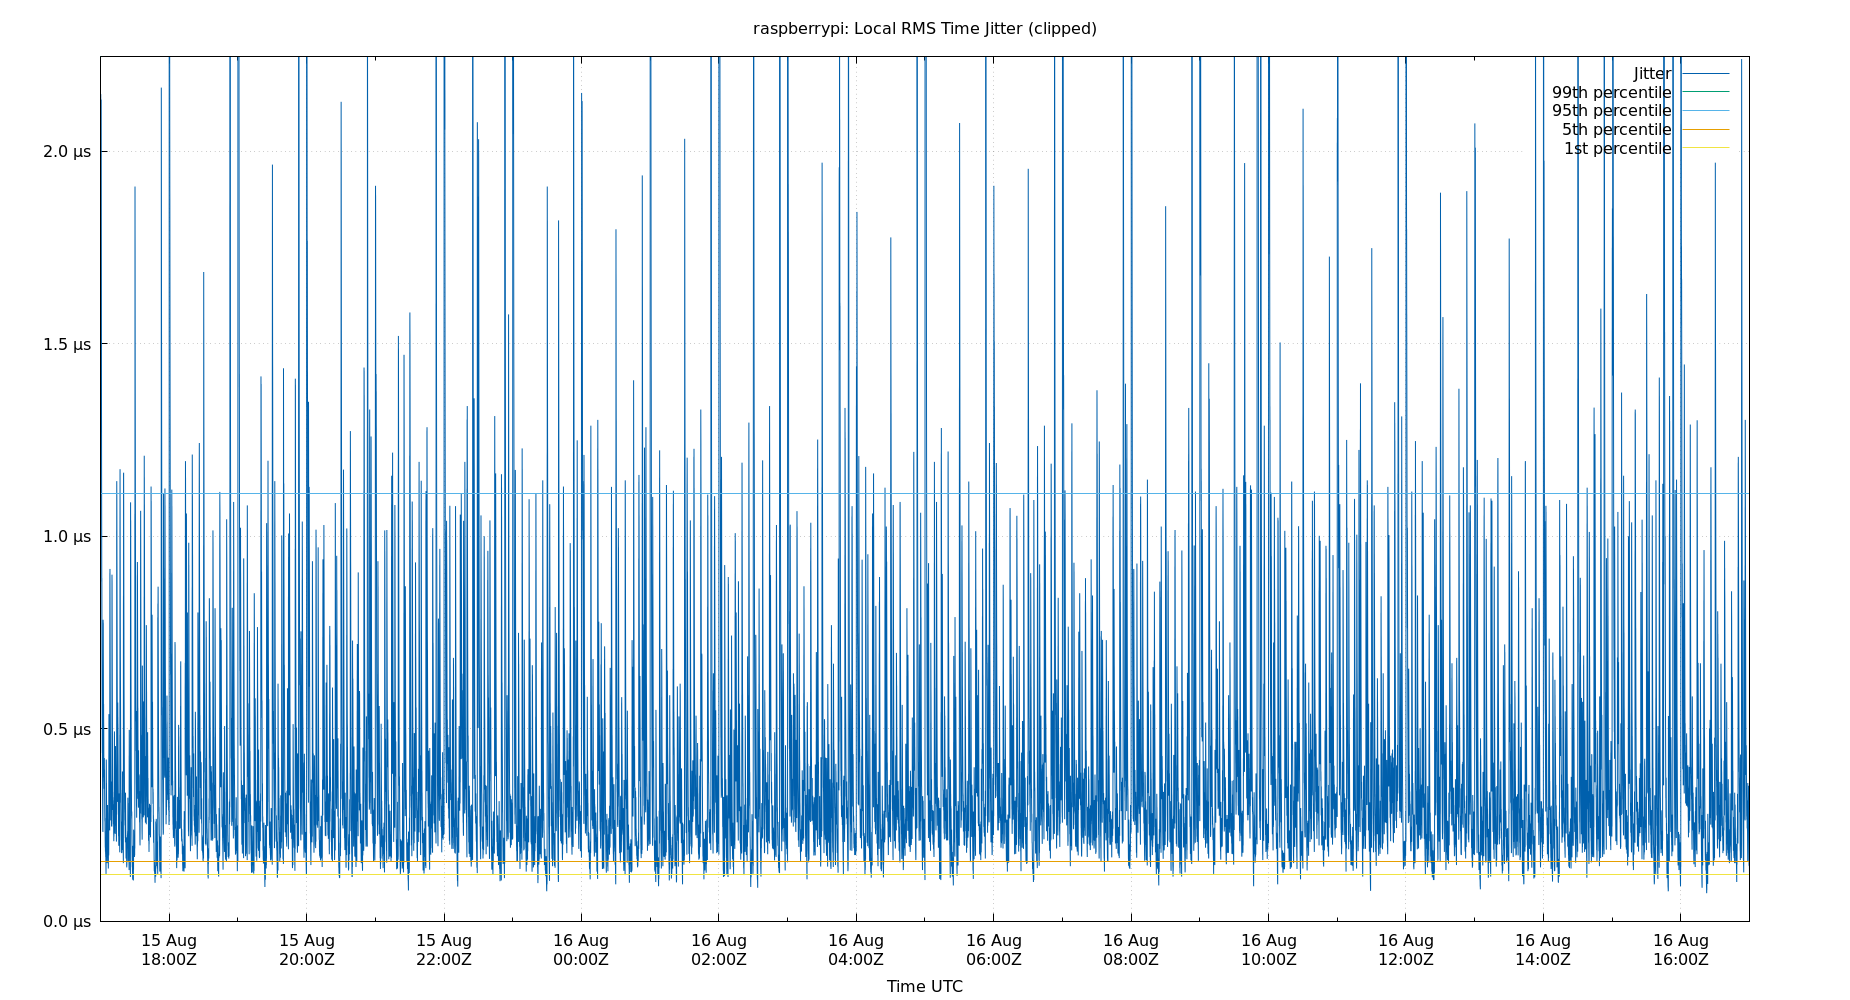 raspberrypi: Local RMS Time Jitter (clipped)
Jitter
99th percentile
95th percentile
5th percentile
1st percentile
2.0 µs
1.5 µs
1.0 µs
0.5 µs
0.0 µs
15 Aug 15 Aug 15 Aug 16 Aug 16 Aug 16 Aug 16 Aug 16 Aug 16 Aug 16 Aug 16 Aug 16 Aug
18:00Z 20:00Z 22:00Z 00:00Z 02:00Z 04:00Z 06:00Z 08:00Z 10:00Z 12:00Z 14:00Z 16:00Z
Time UTC